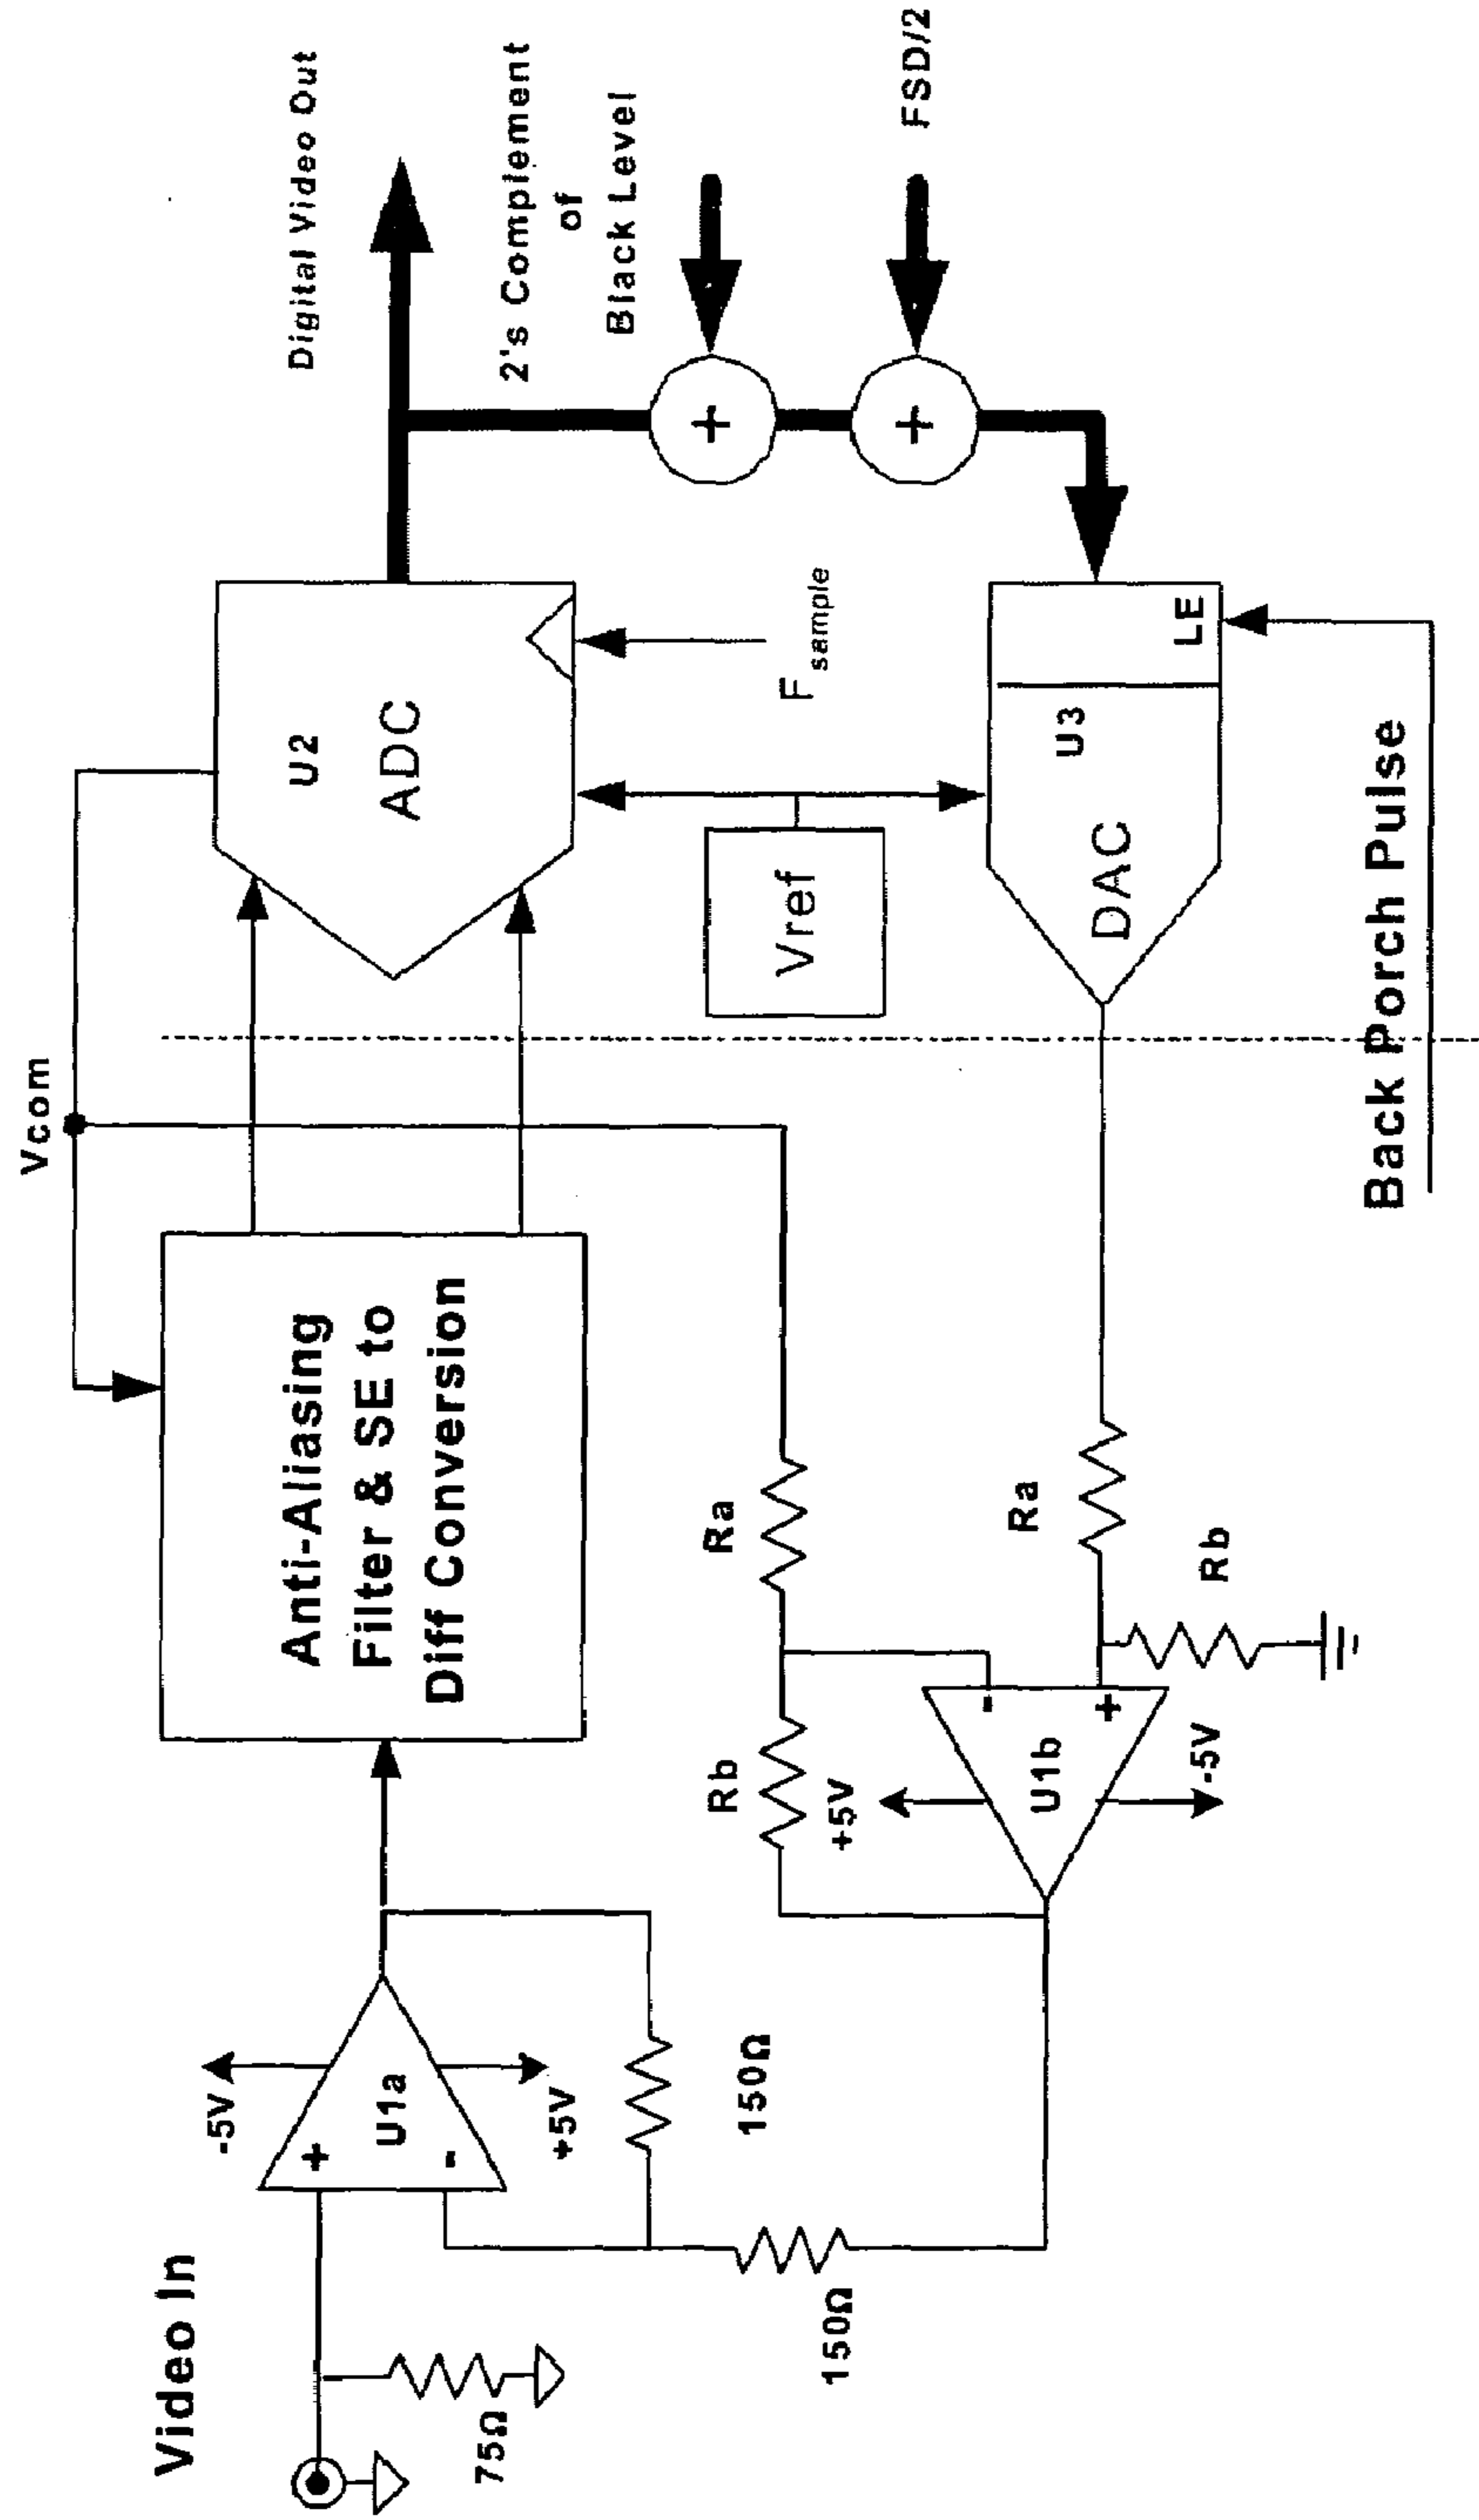 Video In
75Ω
-5V
+
U1a
-
+5V
150Ω
150Ω
Anti-Aliasing
Filter & SE to
Diff Conversion
Vcom
U2
ADC
F sample
Digital Video Out
2's Complement
of
Black Level
+
FSD/2
+
Vref
U3
DAC
LE
Back Porch Pulse
Ra
Rb
Ra
Rb
+5V
-
U1b
+
-5V